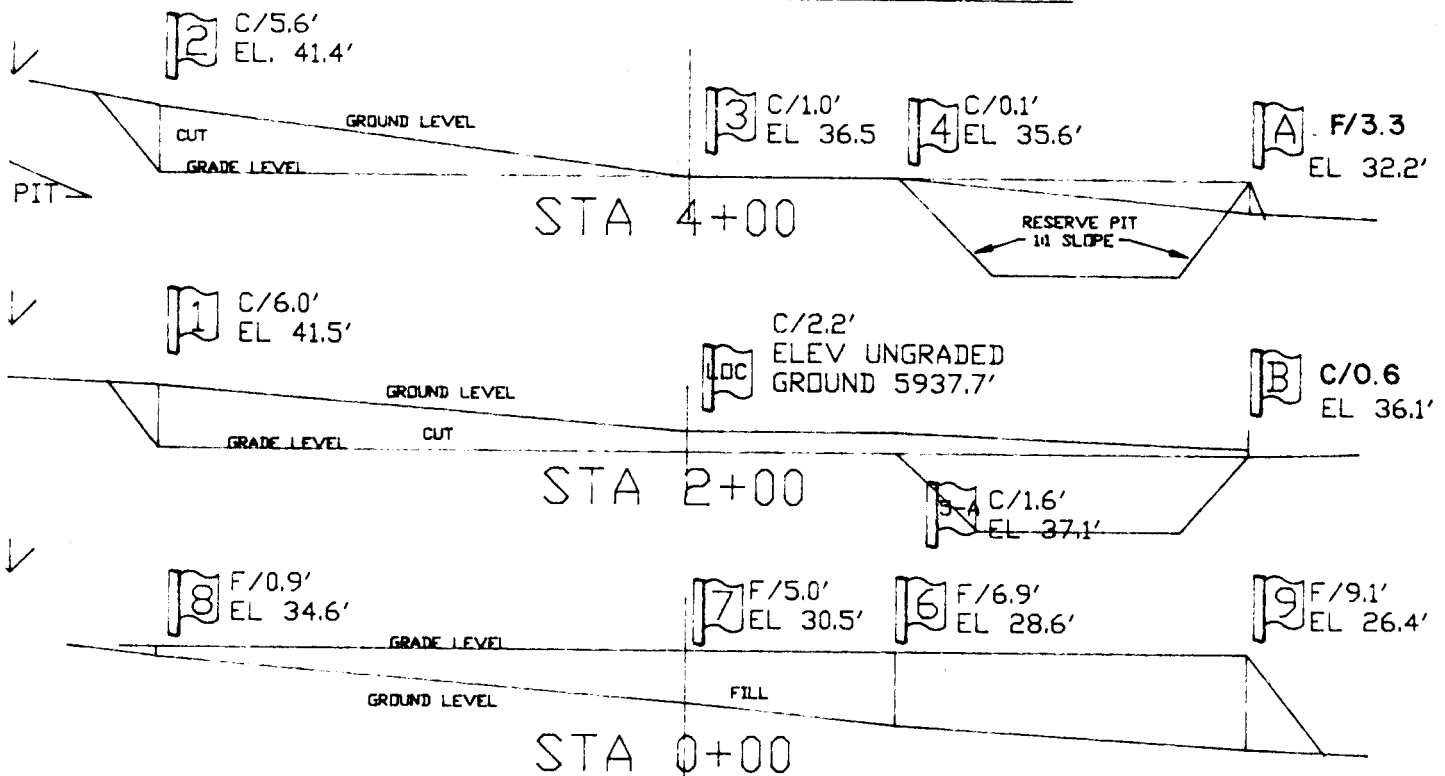 2
C/5.6'
EL. 41.4'
3
C/1.0'
EL 36.5
4
C/0.1'
EL 35.6'
A
F/3.3
EL 32.2'
GROUND LEVEL
CUT
GRADE LEVEL
PIT
STA 4+00
RESERVE PIT
1:1 SLOPE
1
C/6.0'
EL 41.5'
LOC
C/2.2'
ELEV UNGRADED
GROUND 5937.7'
B
C/0.6
EL 36.1'
GROUND LEVEL
GRADE LEVEL
CUT
STA 2+00
5-A
C/1.6'
EL 37.1'
8
F/0.9'
EL 34.6'
7
F/5.0'
EL 30.5'
6
F/6.9'
EL 28.6'
9
F/9.1'
EL 26.4'
GRADE LEVEL
GROUND LEVEL
FILL
STA 0+00